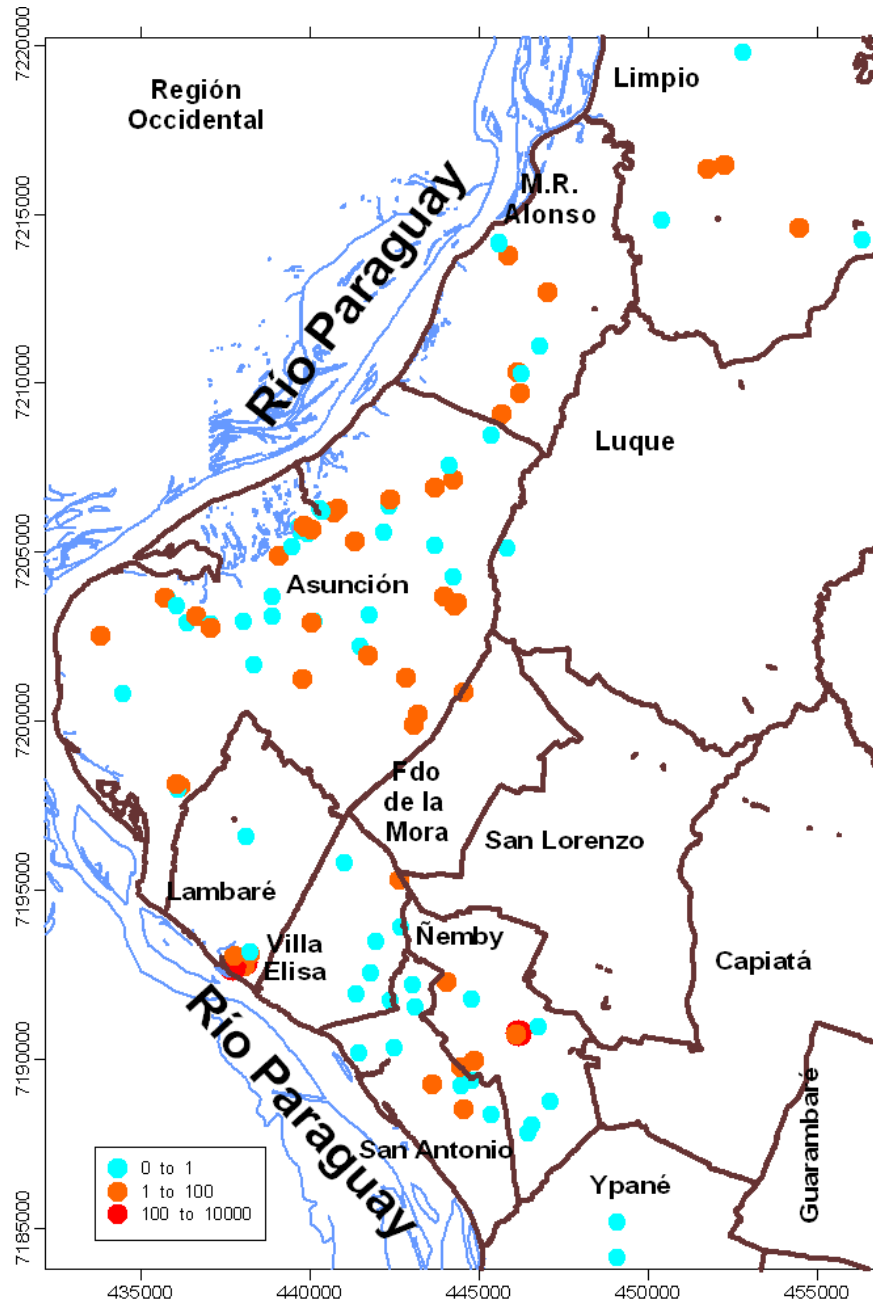 7220000
7215000
7210000
7205000
7200000
7195000
7190000
7185000
Región
Occidental
Limpio
M.R.
Alonso
Río Paraguay
Luque
Asunción
Fdo
de la
Mora
San Lorenzo
Lambaré
Villa
Elisa
Ñemby
Capiatá
Río Paraguay
San Antonio
Ypané
Guarambaré
0 to 1
1 to 100
100 to 10000
435000
440000
445000
450000
455000